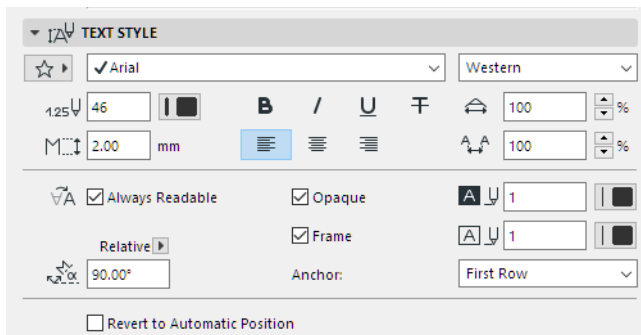 TEXT STYLE
Arial Western
1.25 46 B I U T 100 %
M 2.00 mm A A 100 %
A Always Readable Opaque A 1
Relative Frame A 1
α 90.00° Anchor: First Row
Revert to Automatic Position